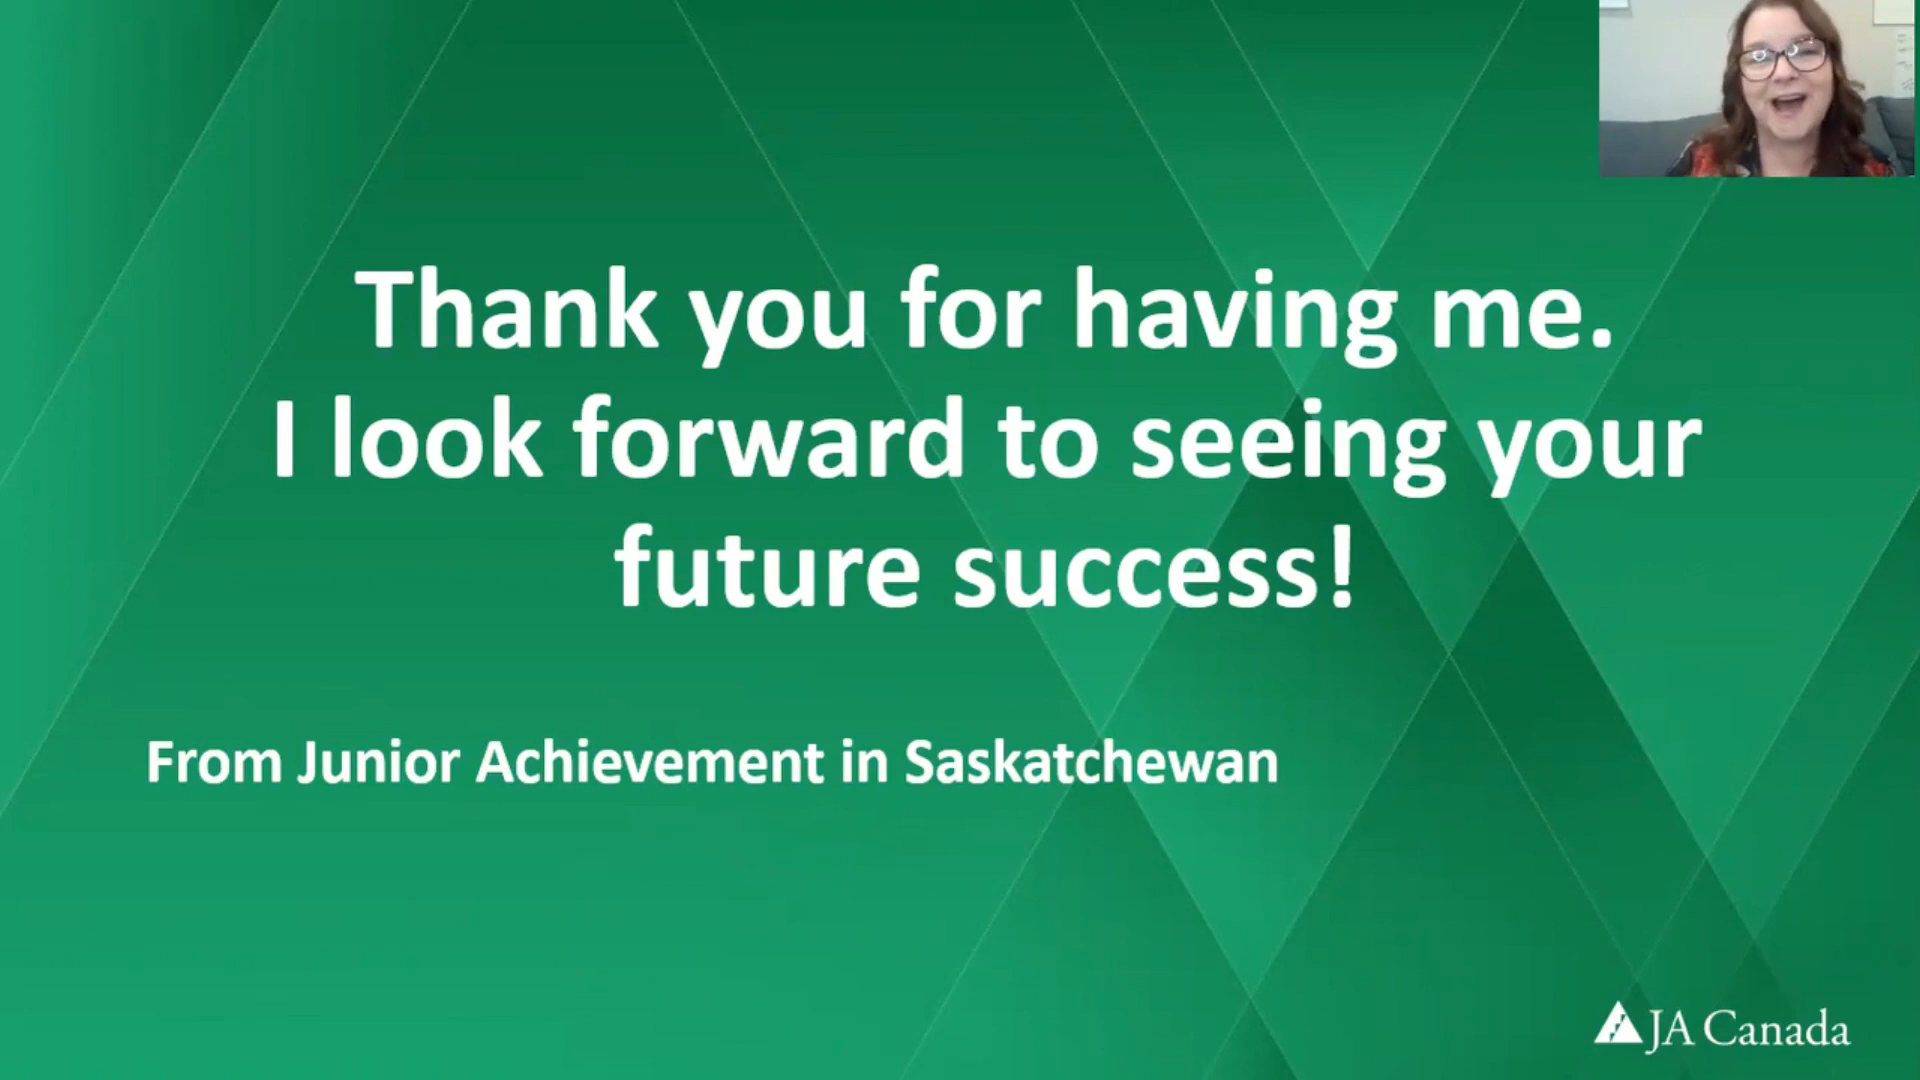 Thank you for having me.
I look forward to seeing your
future success!
From Junior Achievement in Saskatchewan
JA Canada